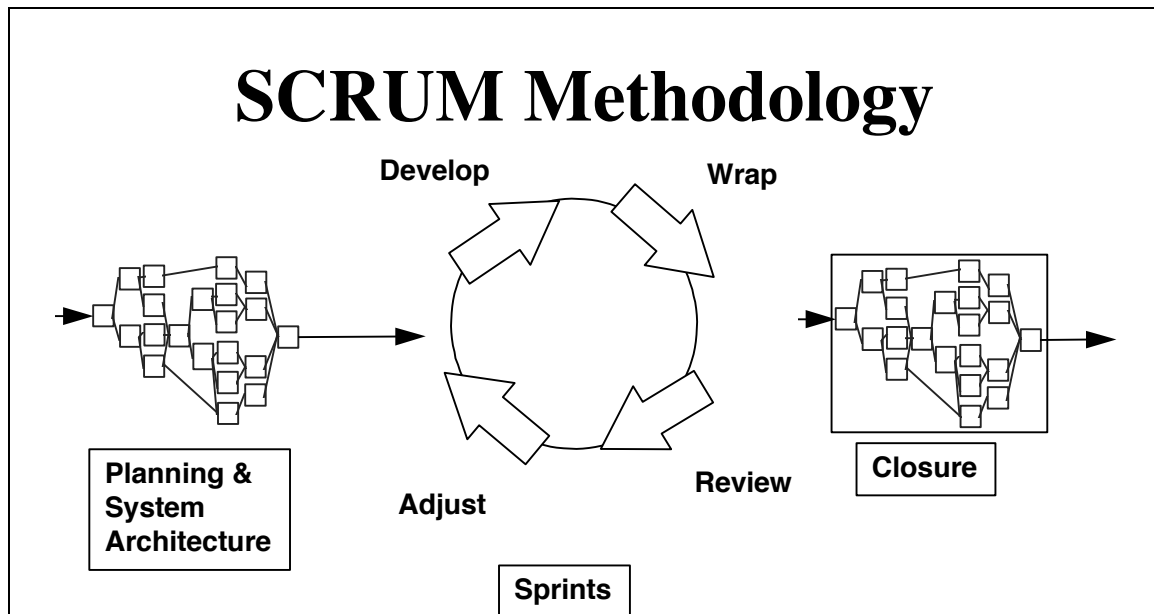 SCRUM Methodology
Develop
Wrap
Planning &
System
Architecture
Adjust
Review
Closure
Sprints